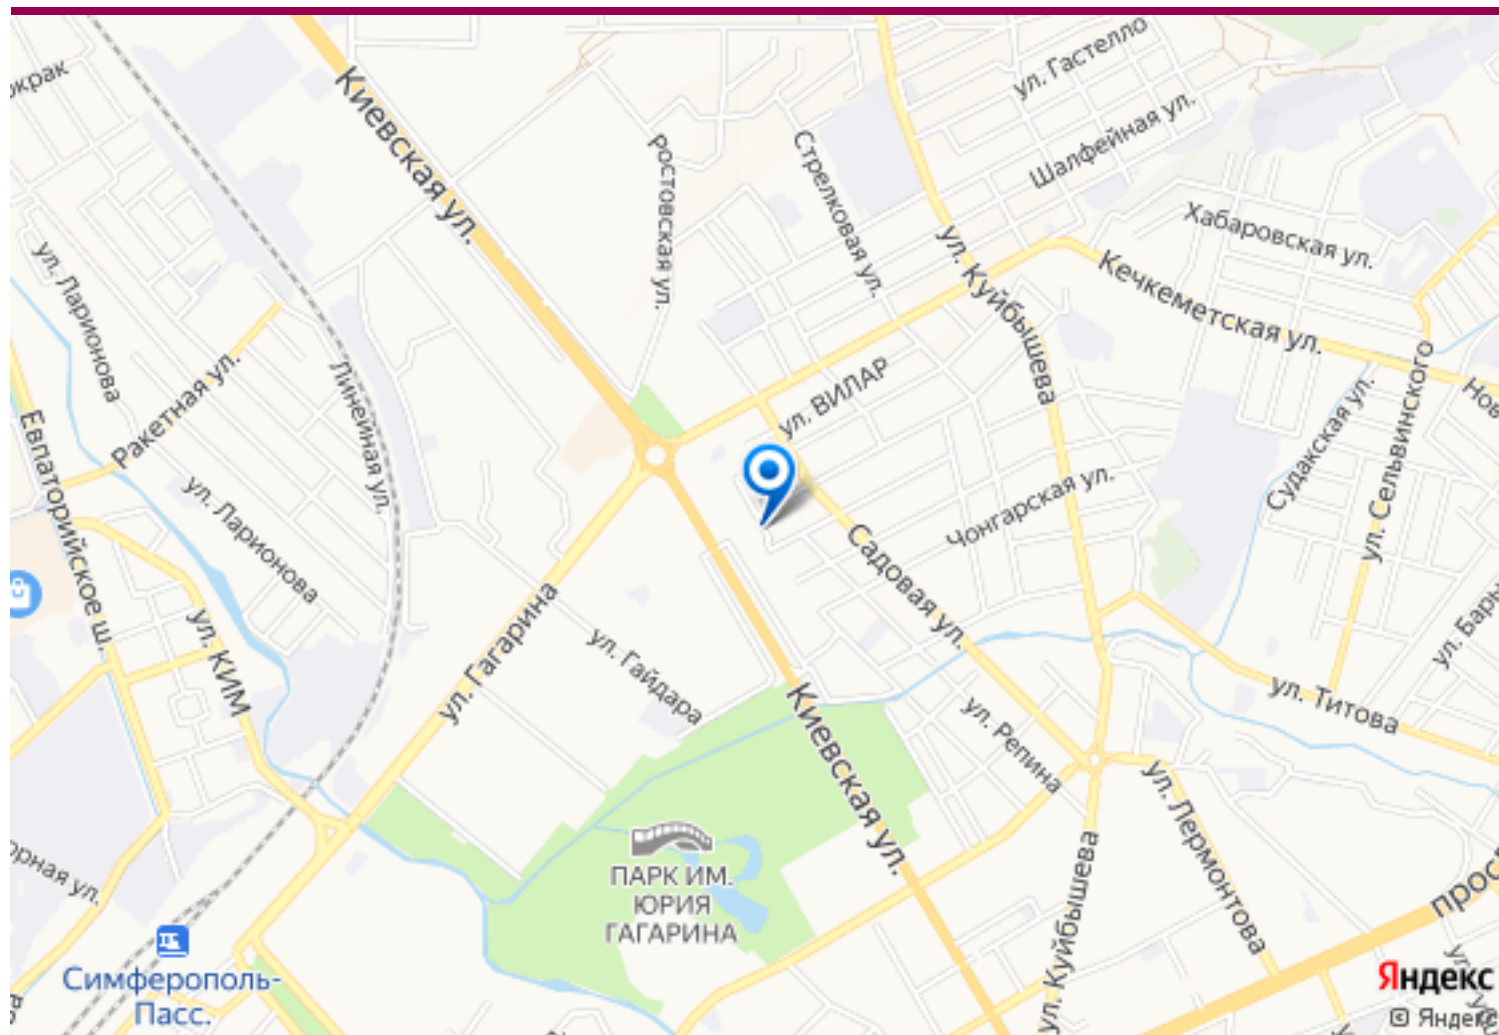 ул. Гастелло
Киевская ул.
Шалфейная ул.
Ростовская ул.
Стрелковая ул.
Хабаровская ул.
ул. Куйбышева
Кечкеметская ул.
ул. Ларионова
Ракетная ул.
Линейная ул.
ул. ВИЛАР
Судакская ул.
ул. Сельвинского
Евпаторийское ш.
ул. Ларионова
Чонгарская ул.
Садовая ул.
ул. КИМ
ул. Гагарина
ул. Гайдара
ул. Титова
Киевская ул.
ул. Репина
ул. Лермонтова
ул. Куйбышева
ПАРК ИМ.
ЮРИЯ
ГАГАРИНА
Симферополь-
Пасс.
Яндекс
© Яндекс